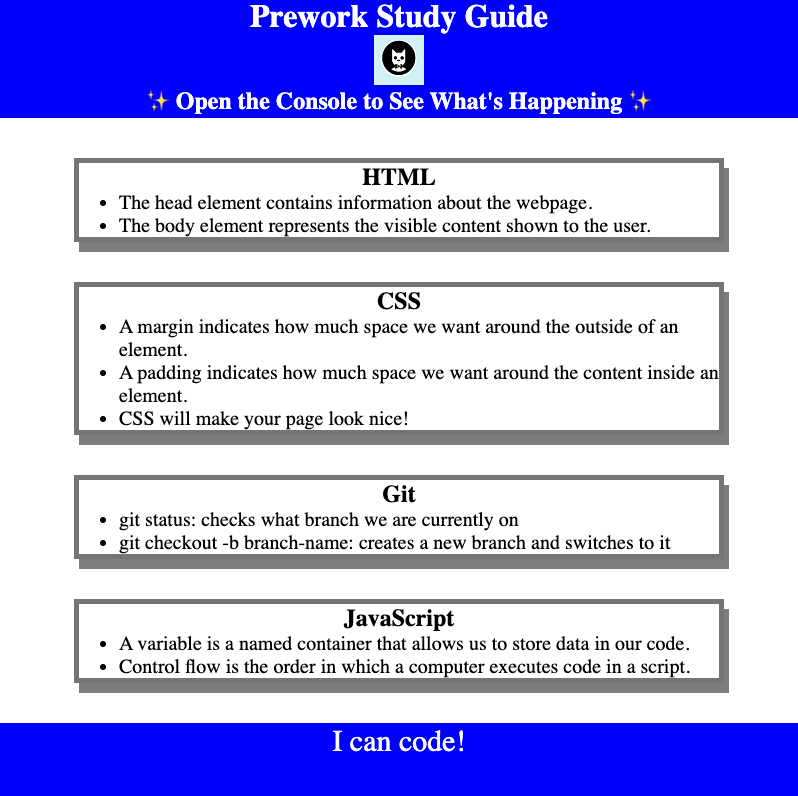 Prework Study Guide
✨ Open the Console to See What's Happening ✨
HTML
• The head element contains information about the webpage.
• The body element represents the visible content shown to the user.
CSS
• A margin indicates how much space we want around the outside of an
element.
• A padding indicates how much space we want around the content inside an
element.
• CSS will make your page look nice!
Git
• git status: checks what branch we are currently on
• git checkout -b branch-name: creates a new branch and switches to it
JavaScript
• A variable is a named container that allows us to store data in our code.
• Control flow is the order in which a computer executes code in a script.
I can code!